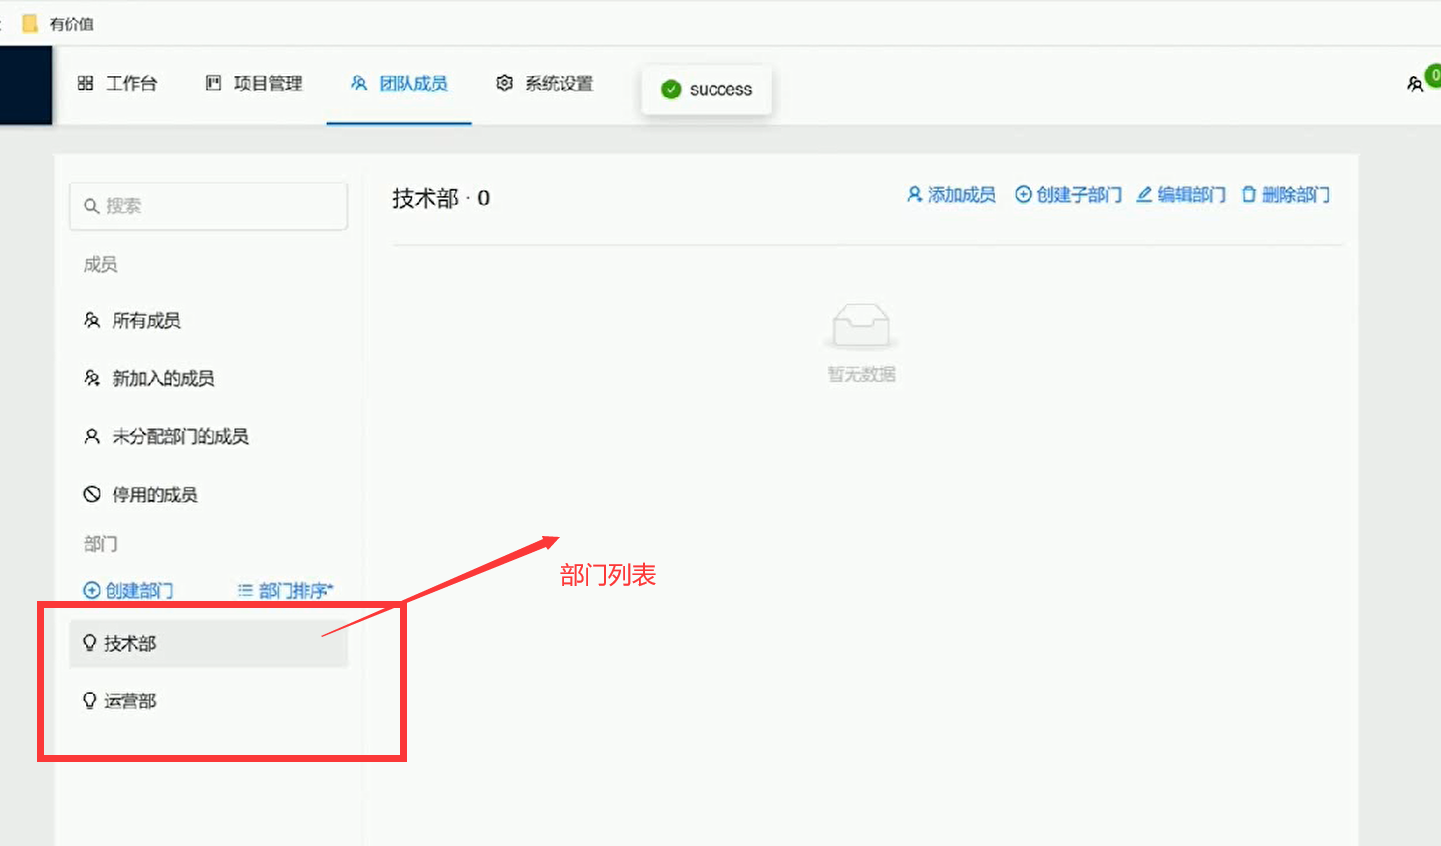 有价值
工作台 项目管理 团队成员 系统设置 success 0
搜索
技术部 · 0 添加成员 创建子部门 编辑部门 删除部门
成员
所有成员
新加入的成员
未分配部门的成员
停用的成员
暂无数据
部门
创建部门 部门排序*
部门列表
技术部
运营部